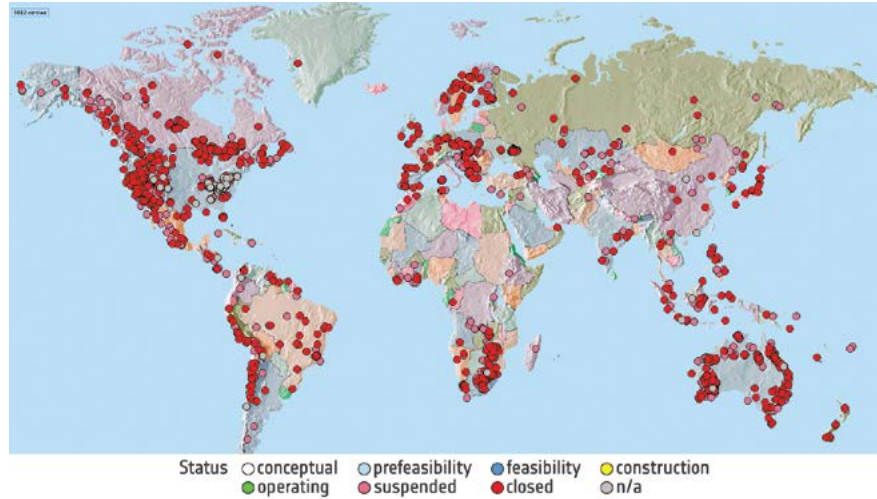 Status conceptual prefeasibility feasibility construction
operating suspended closed n/a